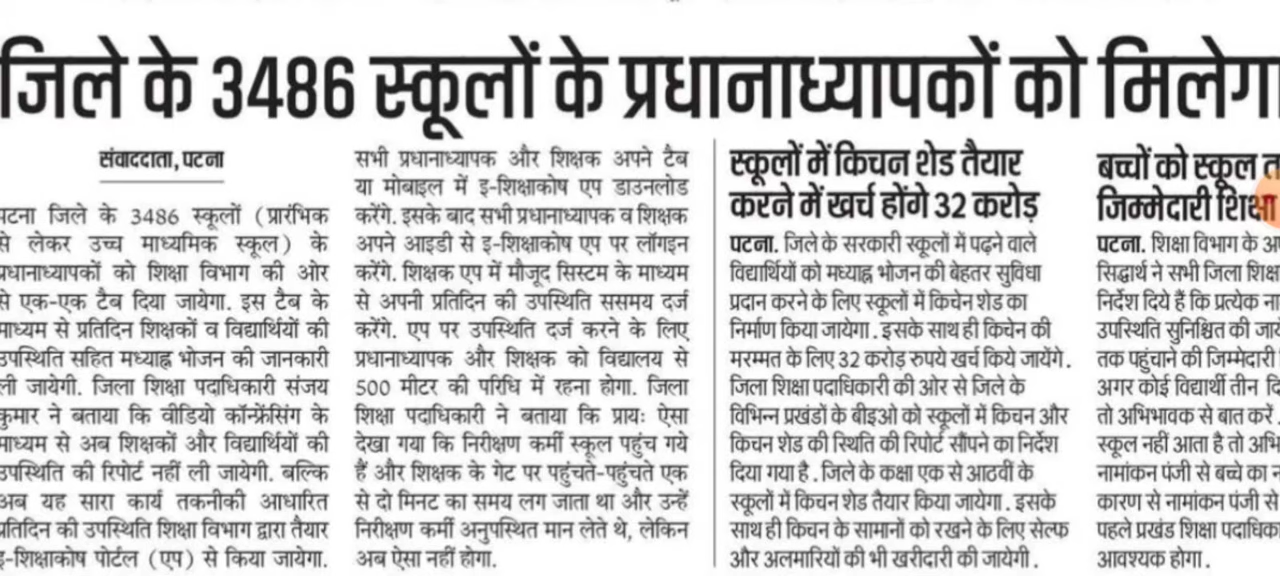 जिले के 3486 स्कूलों के प्रधानाध्यापकों को मिलेगा
संवाददाता, पटना
पटना जिले के 3486 स्कूलों (प्रारंभिक
से लेकर उच्च माध्यमिक स्कूल) के
प्रधानाध्यापकों को शिक्षा विभाग की ओर
से एक-एक टैब दिया जायेगा. इस टैब के
माध्यम से प्रतिदिन शिक्षकों व विद्यार्थियों की
उपस्थिति सहित मध्याह्न भोजन की जानकारी
ली जायेगी. जिला शिक्षा पदाधिकारी संजय
कुमार ने बताया कि वीडियो कॉन्फ्रेंसिंग के
माध्यम से अब शिक्षकों और विद्यार्थियों की
उपस्थिति की रिपोर्ट नहीं ली जायेगी. बल्कि
अब यह सारा कार्य तकनीकी आधारित
प्रतिदिन की उपस्थिति शिक्षा विभाग द्वारा तैयार
इ-शिक्षाकोष पोर्टल (एप) से किया जायेगा.
सभी प्रधानाध्यापक और शिक्षक अपने टैब
या मोबाइल में इ-शिक्षाकोष एप डाउनलोड
करेंगे. इसके बाद सभी प्रधानाध्यापक व शिक्षक
अपने आइडी से इ-शिक्षाकोष एप पर लॉगइन
करेंगे. शिक्षक एप में मौजूद सिस्टम के माध्यम
से अपनी प्रतिदिन की उपस्थिति ससमय दर्ज
करेंगे. एप पर उपस्थिति दर्ज करने के लिए
प्रधानाध्यापक और शिक्षक को विद्यालय से
500 मीटर की परिधि में रहना होगा. जिला
शिक्षा पदाधिकारी ने बताया कि प्रायः ऐसा
देखा गया कि निरीक्षण कर्मी स्कूल पहुंच गये
हैं और शिक्षक के गेट पर पहुंचते-पहुंचते एक
से दो मिनट का समय लग जाता था और उन्हें
निरीक्षण कर्मी अनुपस्थित मान लेते थे, लेकिन
अब ऐसा नहीं होगा.
स्कूलों में किचन शेड तैयार
करने में खर्च होंगे 32 करोड़
पटना. जिले के सरकारी स्कूलों में पढ़ने वाले
विद्यार्थियों को मध्याह्न भोजन की बेहतर सुविधा
प्रदान करने के लिए स्कूलों में किचेन शेड का
निर्माण किया जायेगा. इसके साथ ही किचेन की
मरम्मत के लिए 32 करोड़ रुपये खर्च किये जायेंगे.
जिला शिक्षा पदाधिकारी की ओर से जिले के
विभिन्न प्रखंडों के बीइओ को स्कूलों में किचन और
किचन शेड की स्थिति की रिपोर्ट सौंपने का निर्देश
दिया गया है. जिले के कक्षा एक से आठवीं के
स्कूलों में किचन शेड तैयार किया जायेगा. इसके
साथ ही किचन के सामानों को रखने के लिए सेल्फ
और अलमारियों की भी खरीदारी की जायेगी.
बच्चों को स्कूल
जिम्मेदारी शिक्षा
पटना. शिक्षा विभाग के
सिद्धार्थ ने सभी जिला शिक्षा
निर्देश दिये हैं कि प्रत्येक
उपस्थिति सुनिश्चित की
तक पहुंचाने की जिम्मेदारी
अगर कोई विद्यार्थी तीन
तो अभिभावक से बात करें.
स्कूल नहीं आता है तो
नामांकन पंजी से बच्चे का
कारण से नामांकन पंजी से
पहले प्रखंड शिक्षा
आवश्यक होगा.